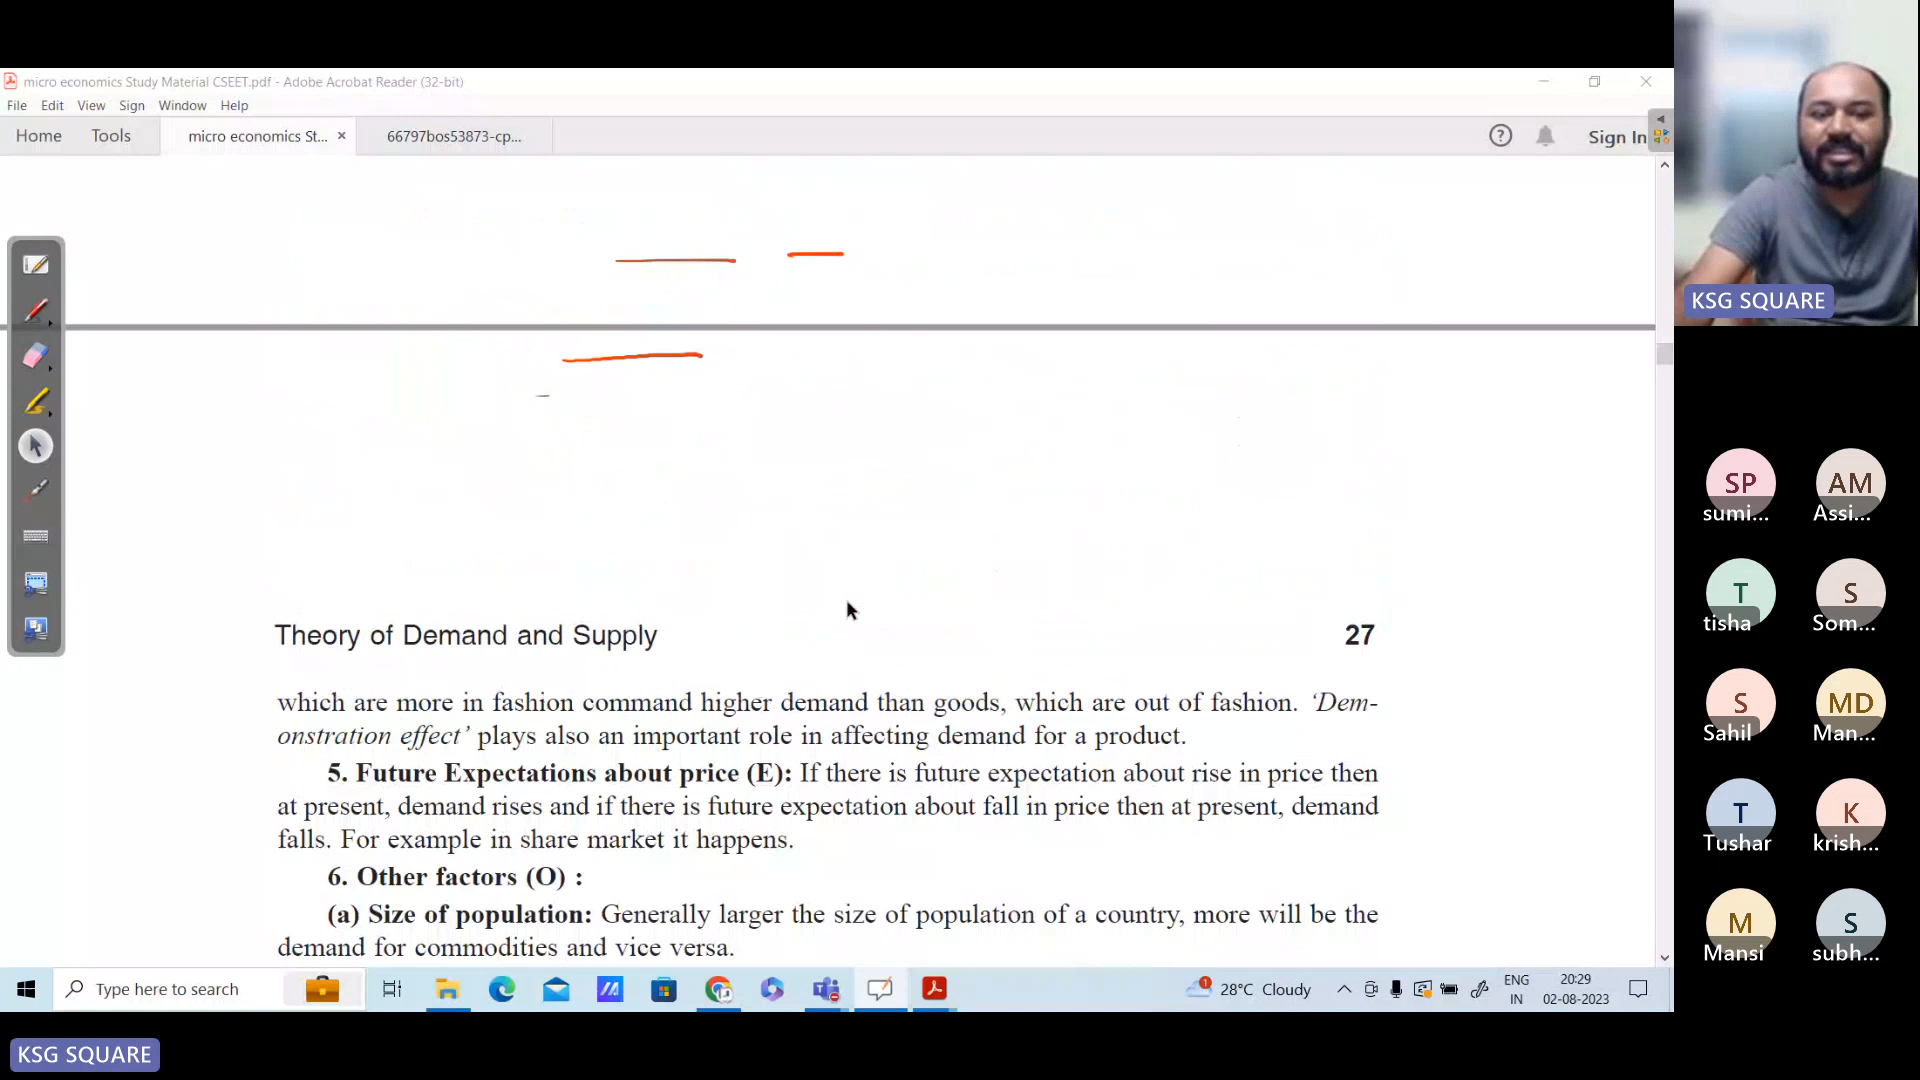 micro economics Study Material CSEET.pdf - Adobe Acrobat Reader (32-bit)
File Edit View Sign Window Help
Home Tools micro economics St... × 66797bos53873-cp... Sign In
KSG SQUARE
Theory of Demand and Supply 27
which are more in fashion command higher demand than goods, which are out of fashion. ‘Dem-
onstration effect’ plays also an important role in affecting demand for a product.
5. Future Expectations about price (E): If there is future expectation about rise in price then
at present, demand rises and if there is future expectation about fall in price then at present, demand
falls. For example in share market it happens.
6. Other factors (O) :
(a) Size of population: Generally larger the size of population of a country, more will be the
demand for commodities and vice versa.
SP AM
sumi... Assi...
T S
tisha Som...
S MD
Sahil Man...
T K
Tushar krish...
M S
Mansi subh...
Type here to search
1 28°C Cloudy
ENG 20:29
IN 02-08-2023
KSG SQUARE